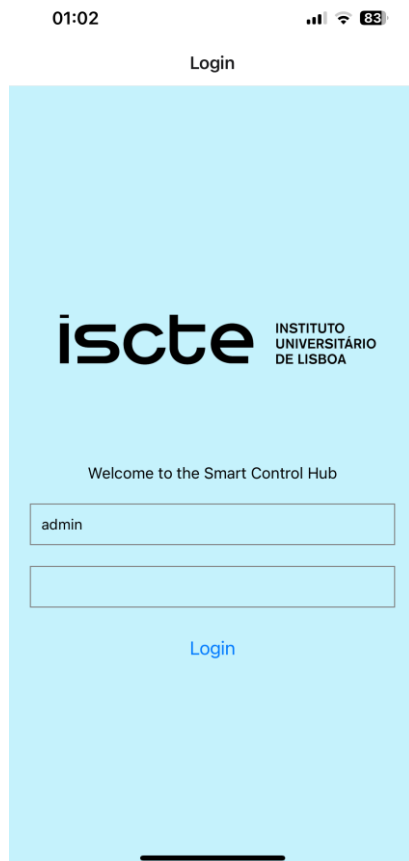 01:02
83
Login
iscte
INSTITUTO
UNIVERSITÁRIO
DE LISBOA
Welcome to the Smart Control Hub
admin
Login